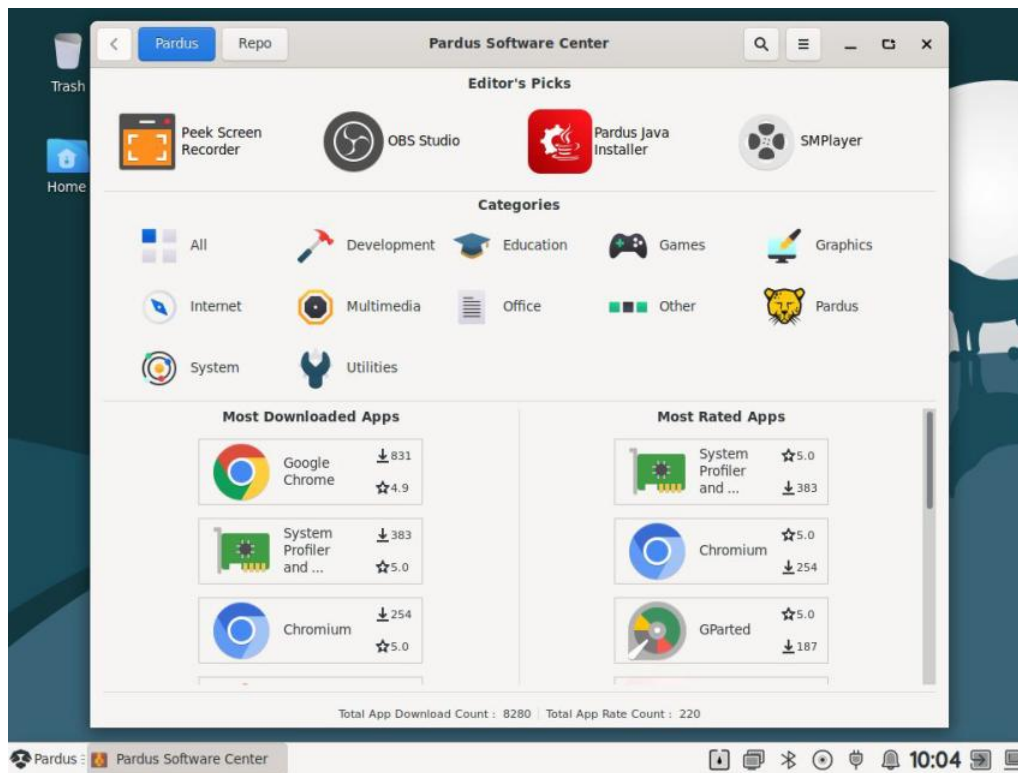 Trash
Home
Pardus
Repo
Pardus Software Center
Editor's Picks
Peek Screen
Recorder
OBS Studio
Pardus Java
Installer
SMPlayer
Categories
All
Development
Education
Games
Graphics
Internet
Multimedia
Office
Other
Pardus
System
Utilities
Most Downloaded Apps
Google
Chrome
831
4.9
System
Profiler
and ...
383
5.0
Chromium
254
5.0
Most Rated Apps
System
Profiler
and ...
5.0
383
Chromium
5.0
254
GParted
5.0
187
Total App Download Count : 8280
Total App Rate Count : 220
Pardus
Pardus Software Center
10:04